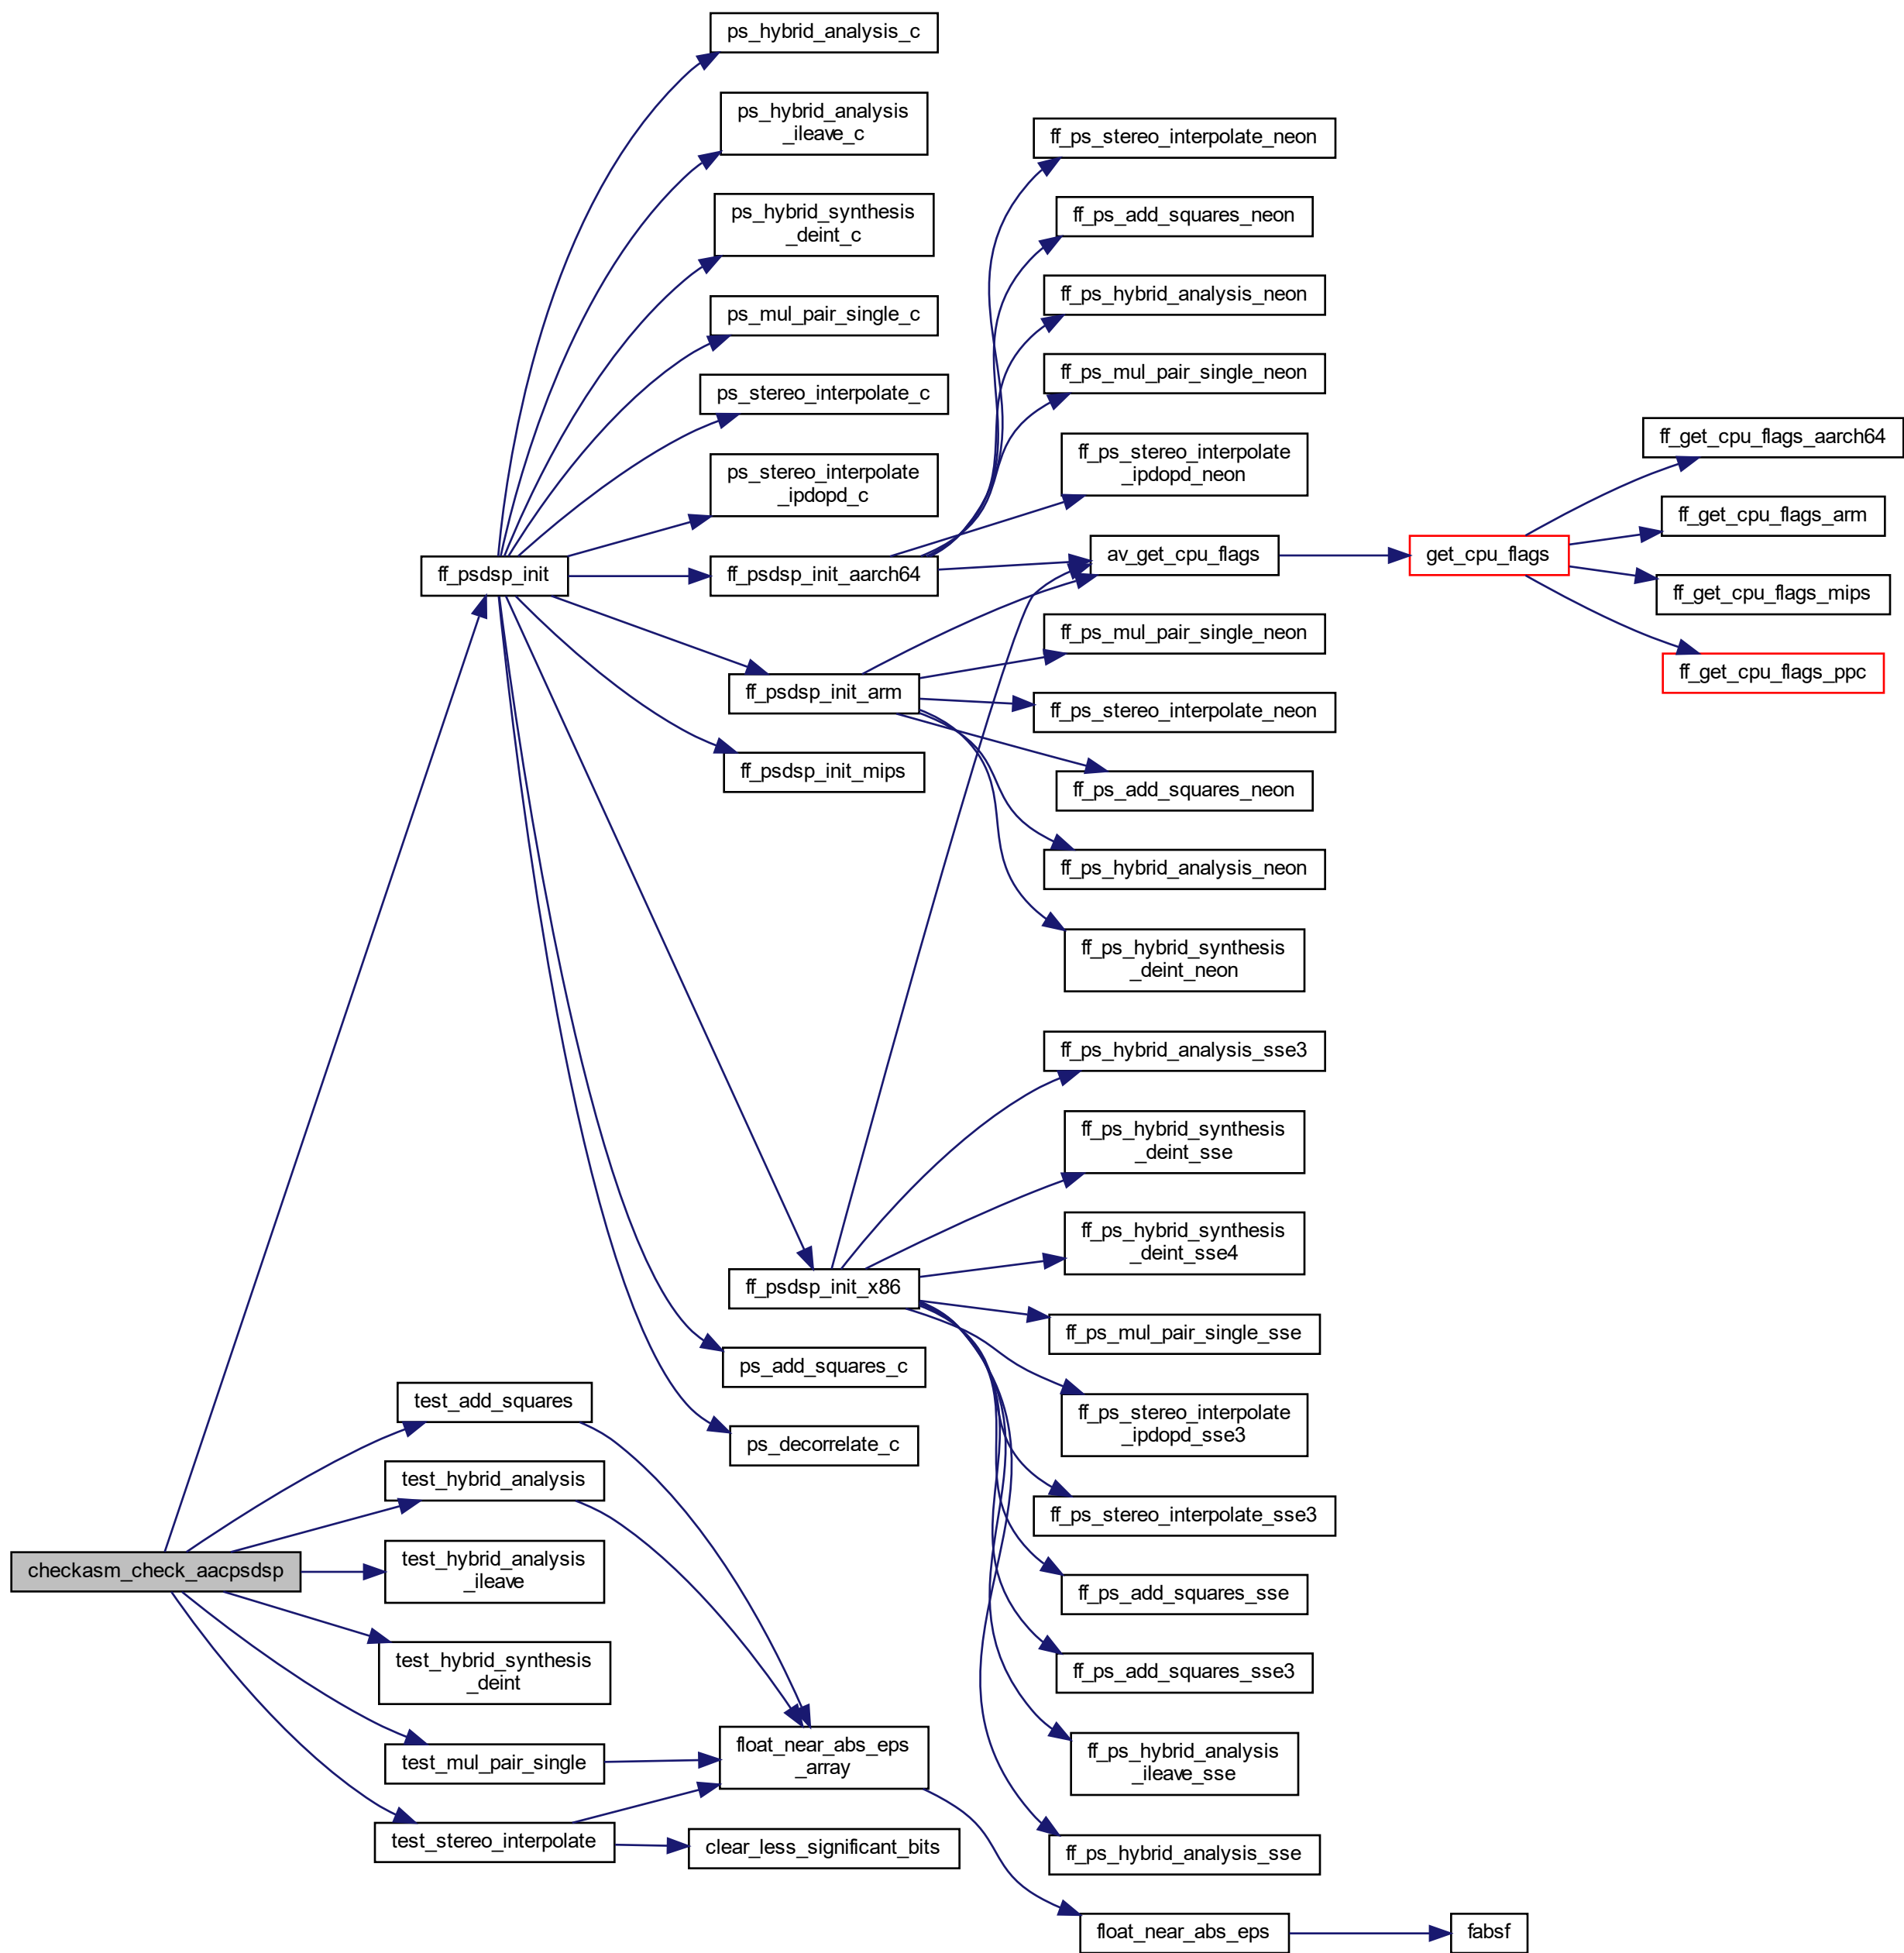 ps_hybrid_analysis_c
ps_hybrid_analysis
_ileave_c
ps_hybrid_synthesis
_deint_c
ps_mul_pair_single_c
ps_stereo_interpolate_c
ps_stereo_interpolate
_ipdopd_c
ff_psdsp_init
ff_psdsp_init_aarch64
ff_psdsp_init_arm
ff_psdsp_init_mips
ff_psdsp_init_x86
ps_add_squares_c
ps_decorrelate_c
ff_ps_stereo_interpolate_neon
ff_ps_add_squares_neon
ff_ps_hybrid_analysis_neon
ff_ps_mul_pair_single_neon
ff_ps_stereo_interpolate
_ipdopd_neon
av_get_cpu_flags
get_cpu_flags
ff_get_cpu_flags_aarch64
ff_get_cpu_flags_arm
ff_get_cpu_flags_mips
ff_get_cpu_flags_ppc
ff_ps_mul_pair_single_neon
ff_ps_stereo_interpolate_neon
ff_ps_add_squares_neon
ff_ps_hybrid_analysis_neon
ff_ps_hybrid_synthesis
_deint_neon
ff_ps_hybrid_analysis_sse3
ff_ps_hybrid_synthesis
_deint_sse
ff_ps_hybrid_synthesis
_deint_sse4
ff_ps_mul_pair_single_sse
ff_ps_stereo_interpolate
_ipdopd_sse3
ff_ps_stereo_interpolate_sse3
ff_ps_add_squares_sse
ff_ps_add_squares_sse3
ff_ps_hybrid_analysis
_ileave_sse
ff_ps_hybrid_analysis_sse
checkasm_check_aacpsdsp
test_add_squares
test_hybrid_analysis
test_hybrid_analysis
_ileave
test_hybrid_synthesis
_deint
test_mul_pair_single
test_stereo_interpolate
float_near_abs_eps
_array
clear_less_significant_bits
float_near_abs_eps
fabsf